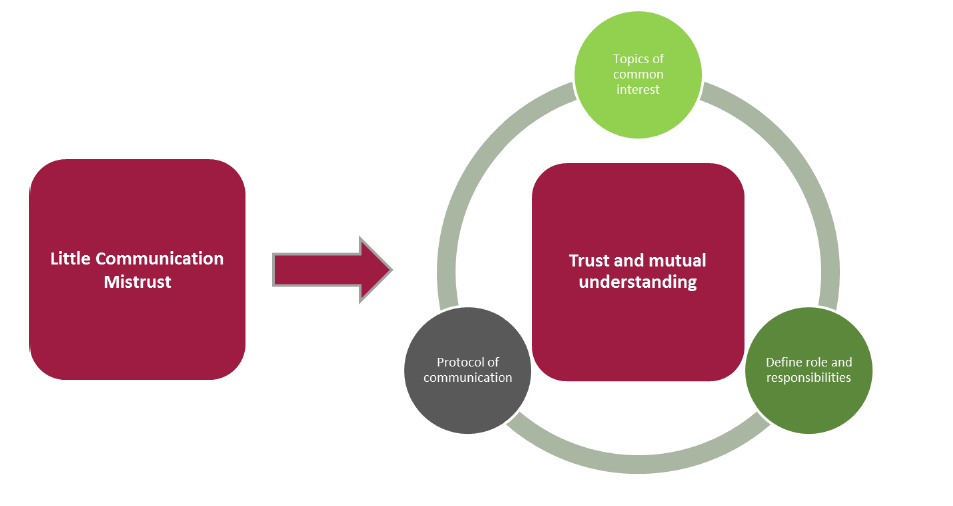 Topics of
common
interest
Little Communication
Mistrust
Trust and mutual
understanding
Protocol of
communication
Define role and
responsibilities